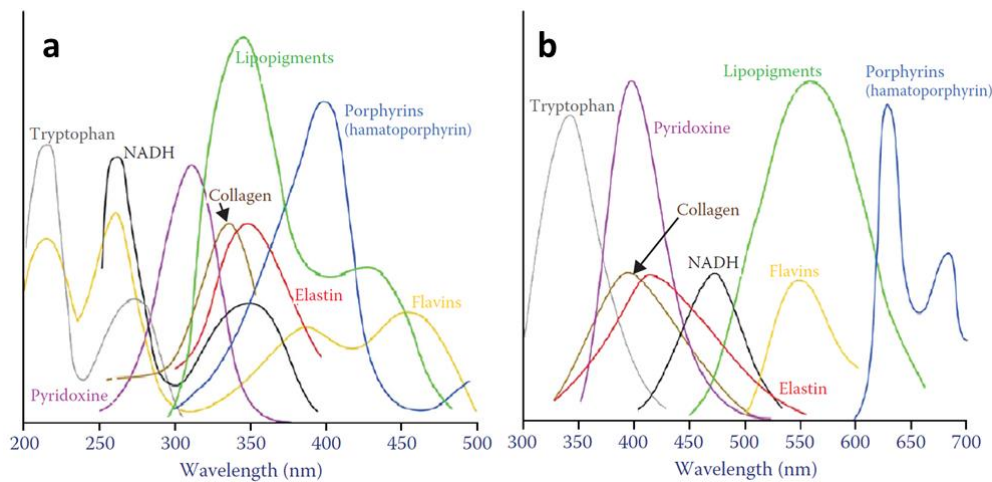 a
Lipopigments
Porphyrins
(hamatoporphyrin)
Tryptophan
NADH
Collagen
Elastin
Flavins
Pyridoxine
200 250 300 350 400 450 500
Wavelength (nm)
b
Lipopigments
Porphyrins
(hamatoporphyrin)
Tryptophan
Pyridoxine
Collagen
NADH
Flavins
Elastin
300 350 400 450 500 550 600 650 700
Wavelength (nm)